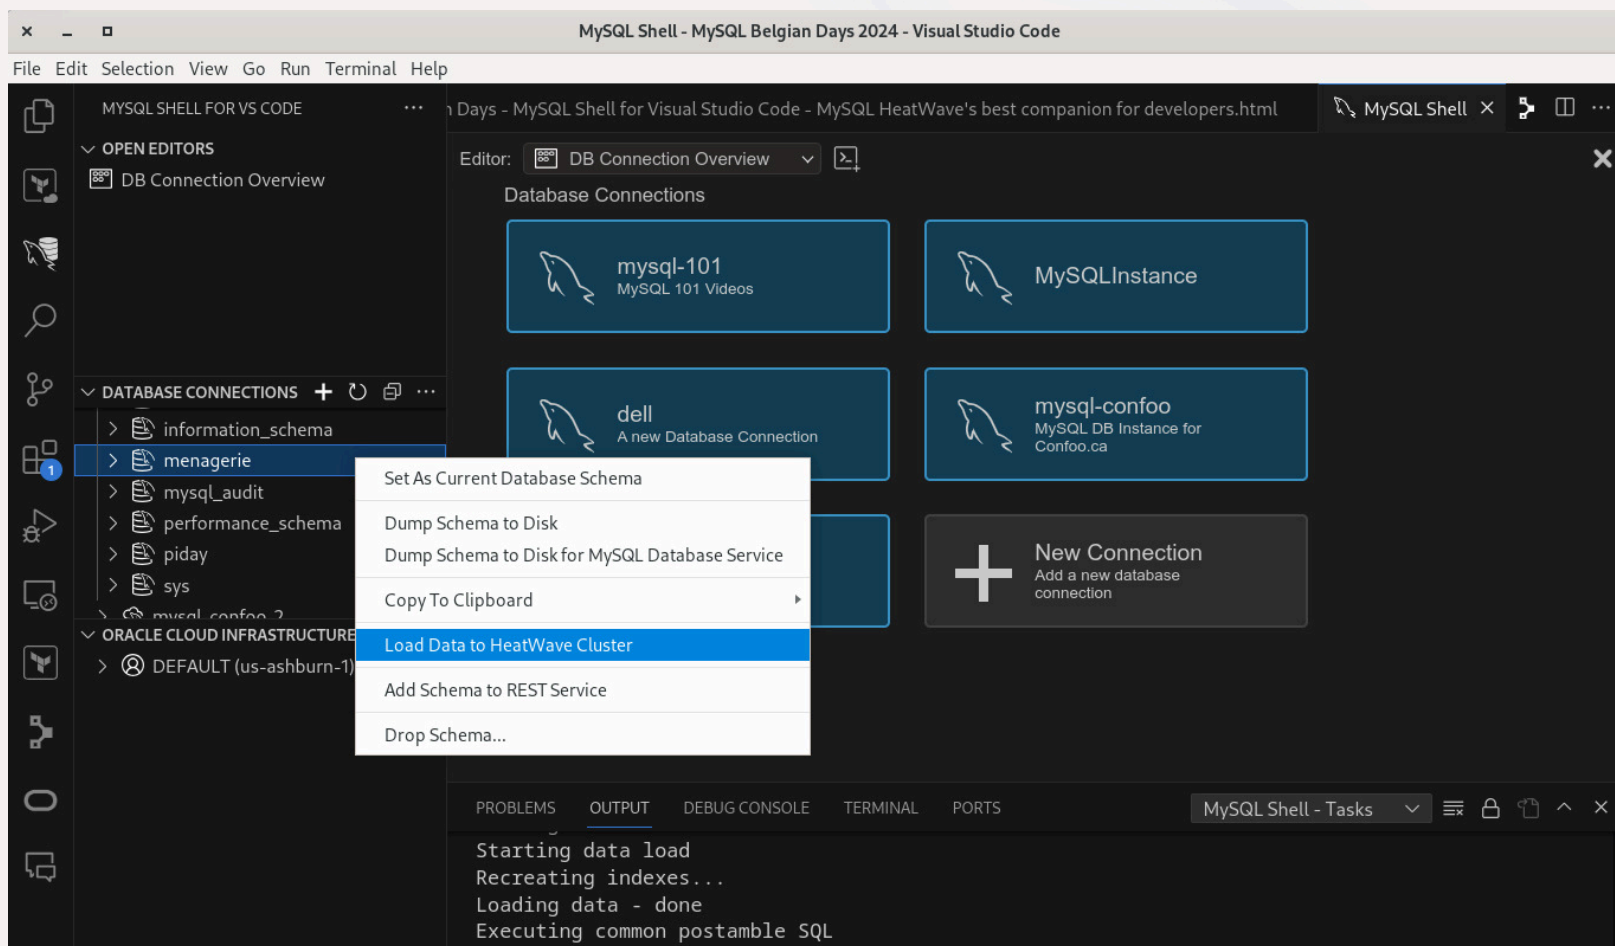 MySQL Shell - MySQL Belgian Days 2024 - Visual Studio Code
File Edit Selection View Go Run Terminal Help
MYSQL SHELL FOR VS CODE
Days - MySQL Shell for Visual Studio Code - MySQL HeatWave's best companion for developers.html
MySQL Shell
OPEN EDITORS
DB Connection Overview
Editor: DB Connection Overview
Database Connections
mysql-101
MySQL 101 Videos
MySQLInstance
dell
A new Database Connection
mysql-confoo
MySQL DB Instance for
Confoo.ca
New Connection
Add a new database
connection
DATABASE CONNECTIONS
information_schema
menagerie
mysql_audit
performance_schema
piday
sys
mysql_confoo_2
1
ORACLE CLOUD INFRASTRUCTURE
DEFAULT (us-ashburn-1)
Set As Current Database Schema
Dump Schema to Disk
Dump Schema to Disk for MySQL Database Service
Copy To Clipboard
Load Data to HeatWave Cluster
Add Schema to REST Service
Drop Schema...
PROBLEMS OUTPUT DEBUG CONSOLE TERMINAL PORTS
MySQL Shell - Tasks
Starting data load
Recreating indexes...
Loading data - done
Executing common postamble SQL